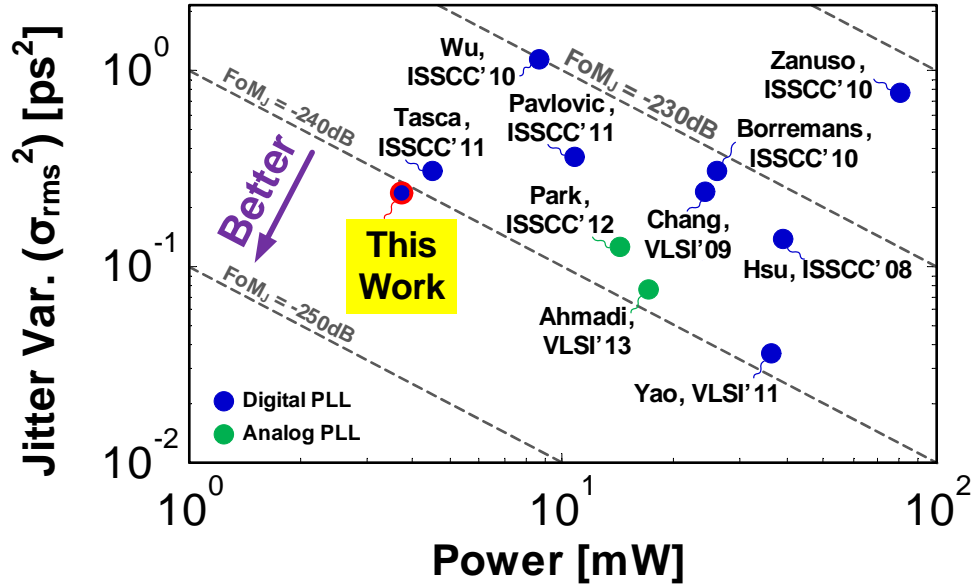 Jitter Var. (σrms²) [ps²]
10⁰
10⁻¹
10⁻²
Wu,
ISSCC'10
Zanuso,
ISSCC'10
FoMJ = -230dB
FoMJ = -240dB
Tasca,
ISSCC'11
Pavlovic,
ISSCC'11
Borremans,
ISSCC'10
Better
Park,
ISSCC'12
Chang,
VLSI'09
This
Work
Hsu, ISSCC'08
FoMJ = -250dB
Ahmadi,
VLSI'13
Yao, VLSI'11
Digital PLL
Analog PLL
10⁰
10¹
10²
Power [mW]